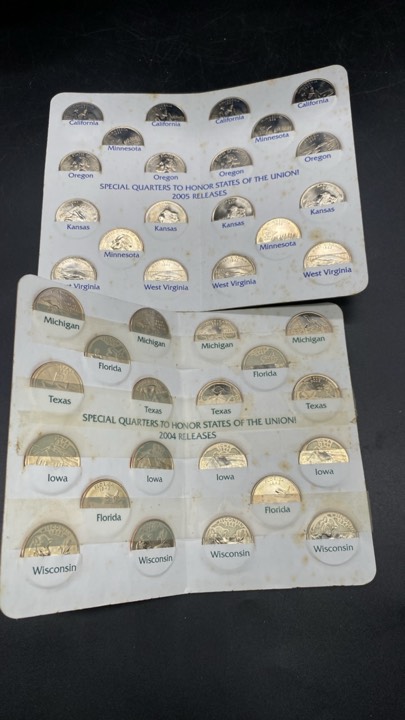 California California California California
Minnesota Minnesota
Oregon Oregon Oregon Oregon
SPECIAL QUARTERS TO HONOR STATES OF THE UNION!
2005 RELEASES
Kansas Kansas Kansas Kansas
Minnesota Minnesota
West Virginia West Virginia West Virginia West Virginia
Michigan Michigan Michigan Michigan
Florida Florida
Texas Texas Texas Texas
SPECIAL QUARTERS TO HONOR STATES OF THE UNION!
2004 RELEASES
Iowa Iowa Iowa Iowa
Florida Florida
Wisconsin Wisconsin Wisconsin Wisconsin